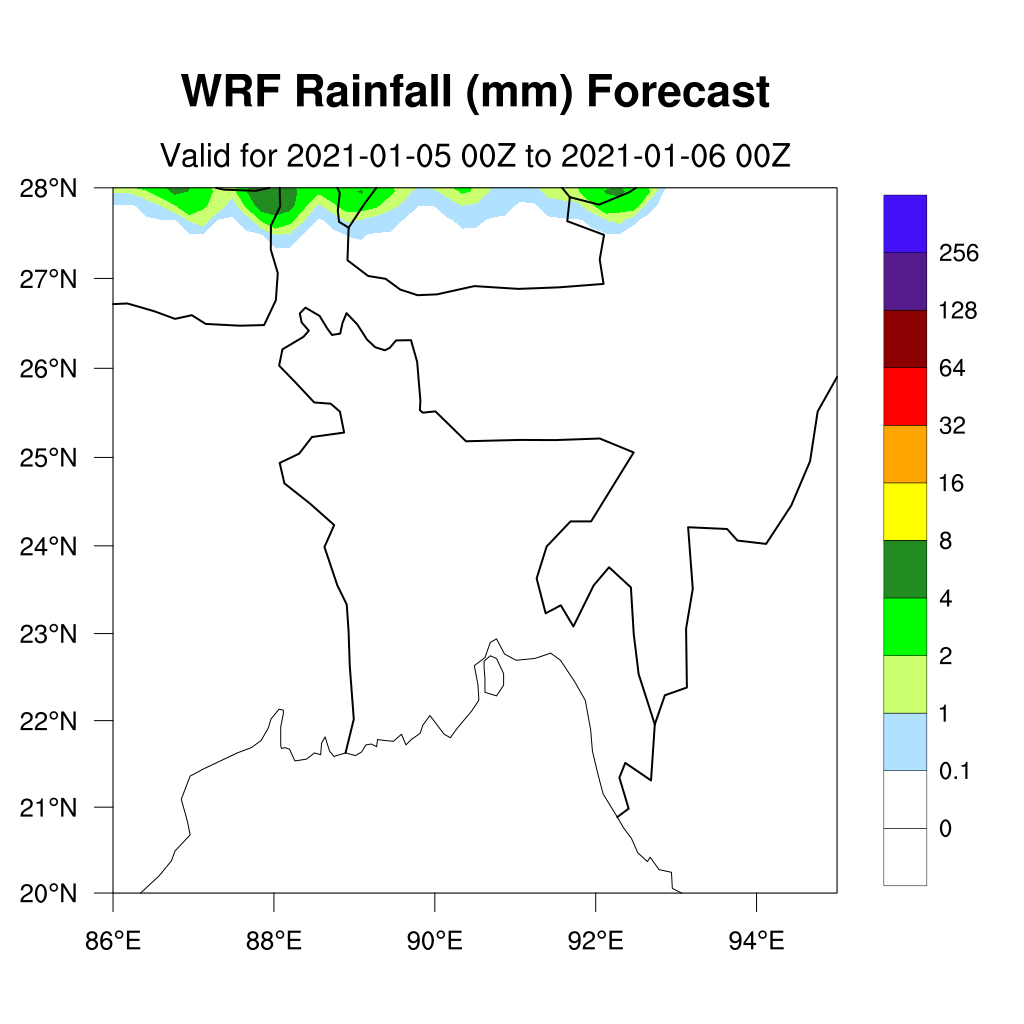 WRF Rainfall (mm) Forecast
Valid for 2021-01-05 00Z to 2021-01-06 00Z
28°N
27°N
26°N
25°N
24°N
23°N
22°N
21°N
20°N
86°E
88°E
90°E
92°E
94°E
256
128
64
32
16
8
4
2
1
0.1
0